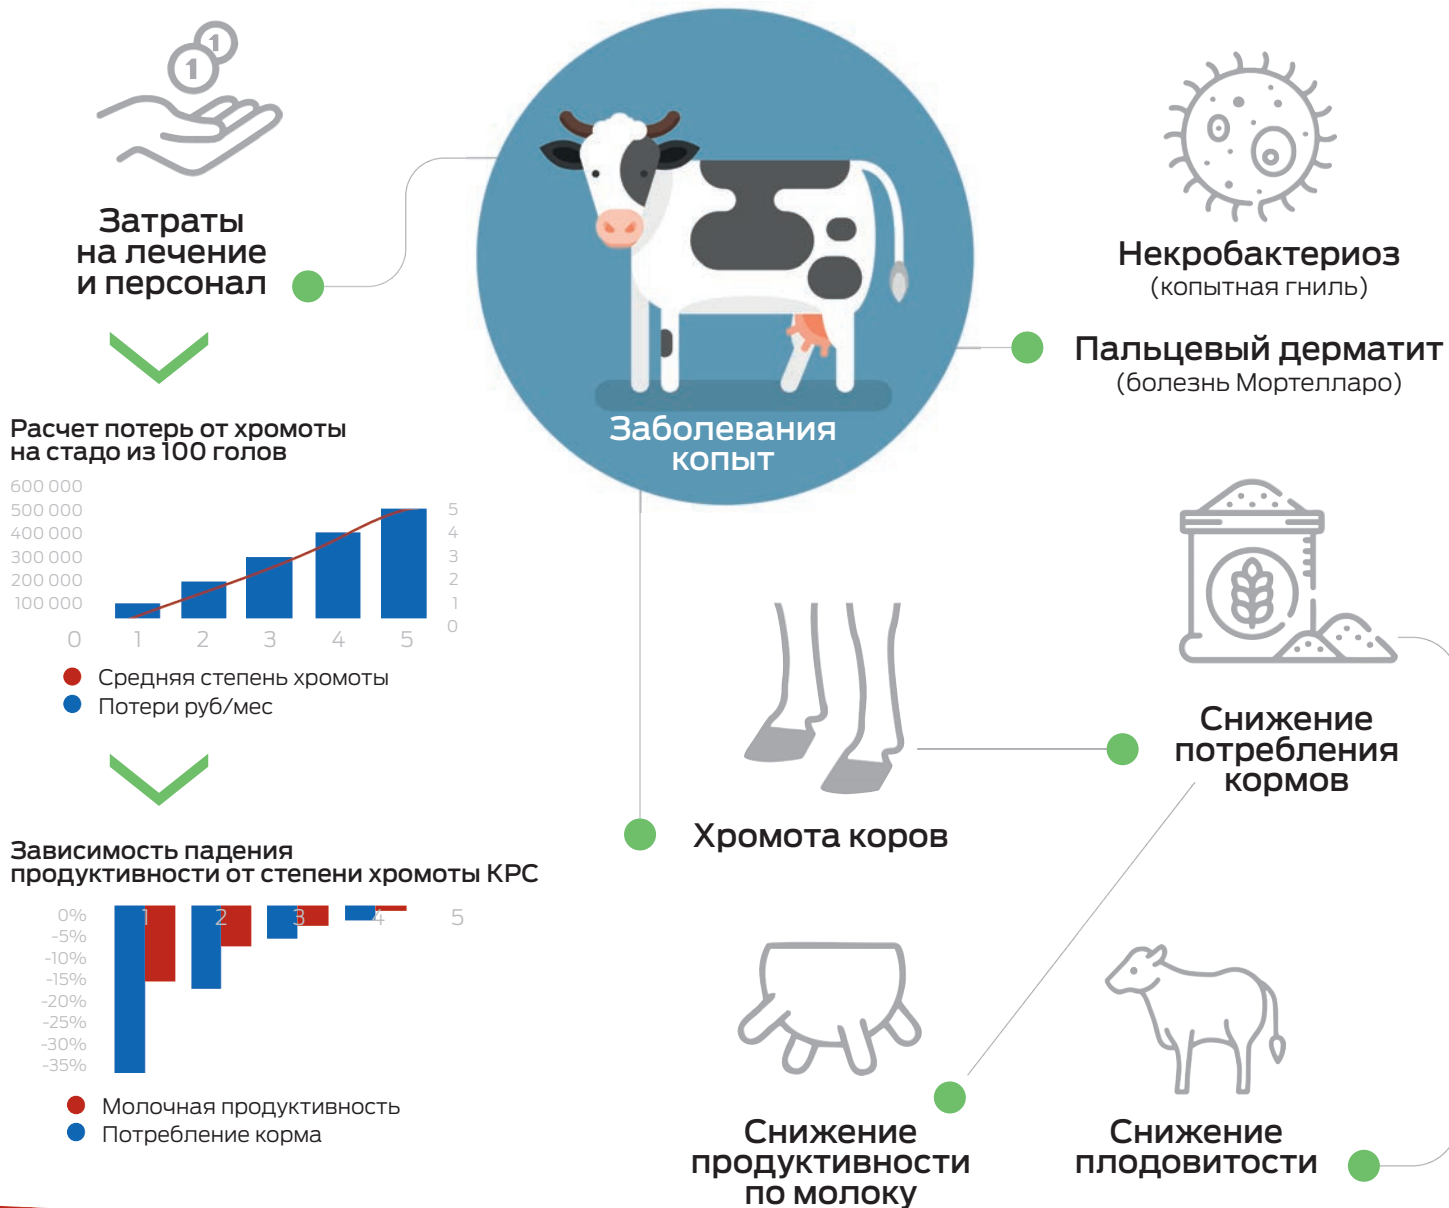 1
1
Затраты
на лечение
и персонал
Заболевания
копыт
Некробактериоз
(копытная гниль)
Пальцевый дерматит
(болезнь Мортелларо)
Расчет потерь от хромоты
на стадо из 100 голов
600 000
500 000
400 000
300 000
200 000
100 000
0
1
2
3
4
5
5
4
3
2
1
0
Средняя степень хромоты
Потери руб/мес
Зависимость падения
продуктивности от степени хромоты КРС
0%
-5%
-10%
-15%
-20%
-25%
-30%
-35%
1
2
3
4
5
Молочная продуктивность
Потребление корма
Хромота коров
Снижение
потребления
кормов
Снижение
продуктивности
по молоку
Снижение
плодовитости